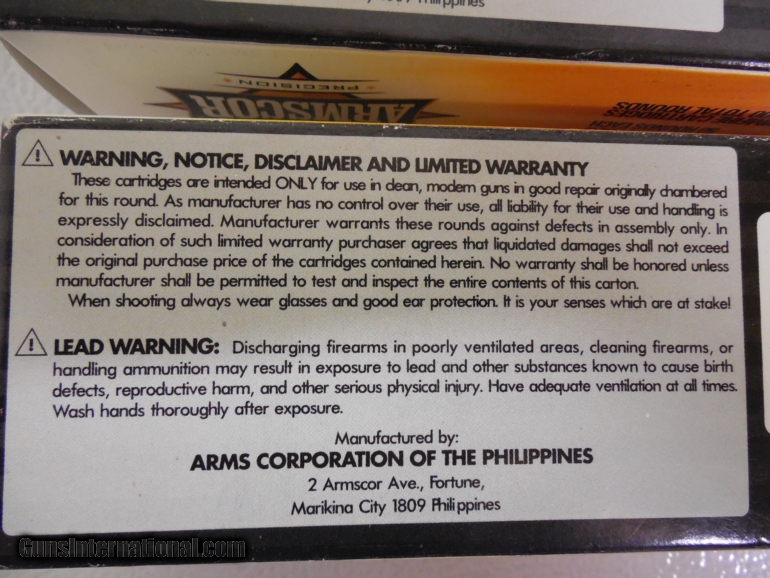 City 1809 Philippines
ARMSCOR
PRECISION
TOTAL ROUNDS
WARNING, NOTICE, DISCLAIMER AND LIMITED WARRANTY
These cartridges are intended ONLY for use in clean, modern guns in good repair originally chambered
for this round. As manufacturer has no control over their use, all liability for their use and handling is
expressly disclaimed. Manufacturer warrants these rounds against defects in assembly only. In
consideration of such limited warranty purchaser agrees that liquidated damages shall not exceed
the original purchase price of the cartridges contained herein. No warranty shall be honored unless
manufacturer shall be permitted to test and inspect the entire contents of this carton.
When shooting always wear glasses and good ear protection. It is your senses which are at stake!
LEAD WARNING: Discharging firearms in poorly ventilated areas, cleaning firearms, or
handling ammunition may result in exposure to lead and other substances known to cause birth
defects, reproductive harm, and other serious physical injury. Have adequate ventilation at all times.
Wash hands thoroughly after exposure.
Manufactured by:
ARMS CORPORATION OF THE PHILIPPINES
2 Armscor Ave., Fortune,
Marikina City 1809 Philippines
GunsInternational.com